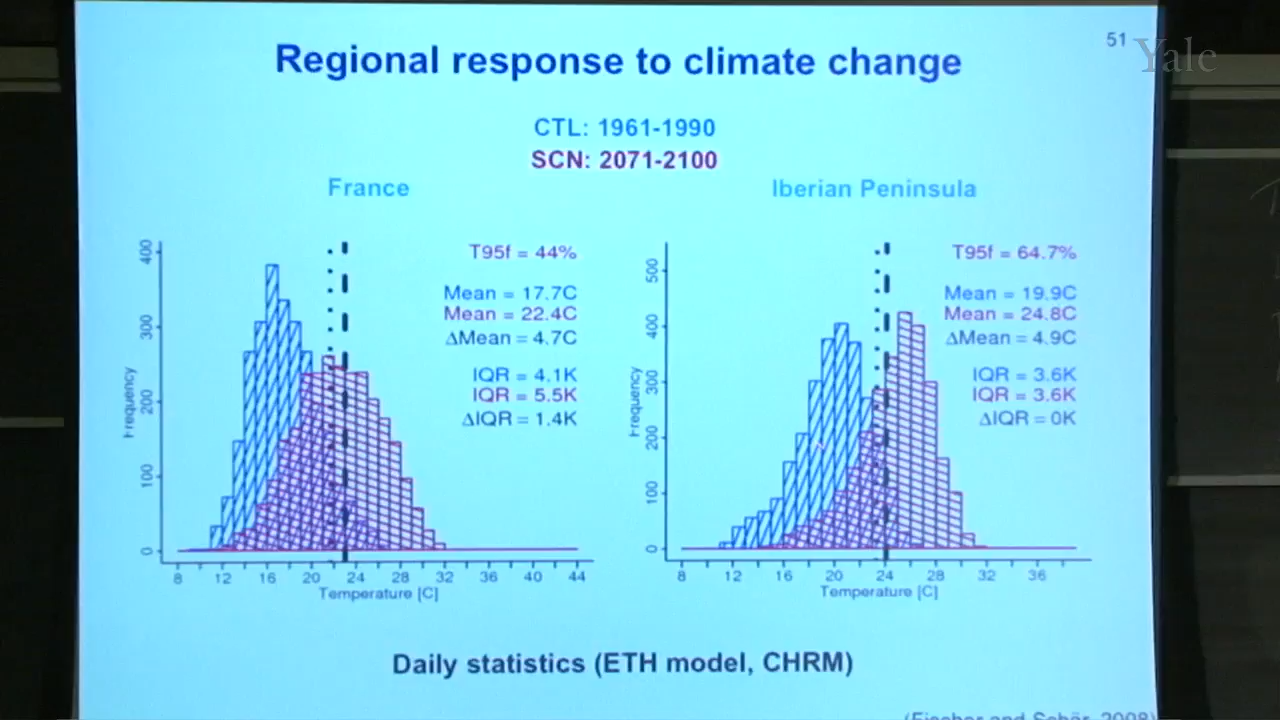 51
Yale
Regional response to climate change
CTL: 1961-1990
SCN: 2071-2100
France
Iberian Peninsula
T95f = 44%
Mean = 17.7C
Mean = 22.4C
ΔMean = 4.7C
IQR = 4.1K
IQR = 5.5K
ΔIQR = 1.4K
Frequency
0 100 200 300 400
8 12 16 20 24 28 32 36 40 44
Temperature [C]
T95f = 64.7%
Mean = 19.9C
Mean = 24.8C
ΔMean = 4.9C
IQR = 3.6K
IQR = 3.6K
ΔIQR = 0K
Frequency
0 100 200 300 400 500
8 12 16 20 24 28 32 36
Temperature [C]
Daily statistics (ETH model, CHRM)
(Fischer and Schär, 2008)